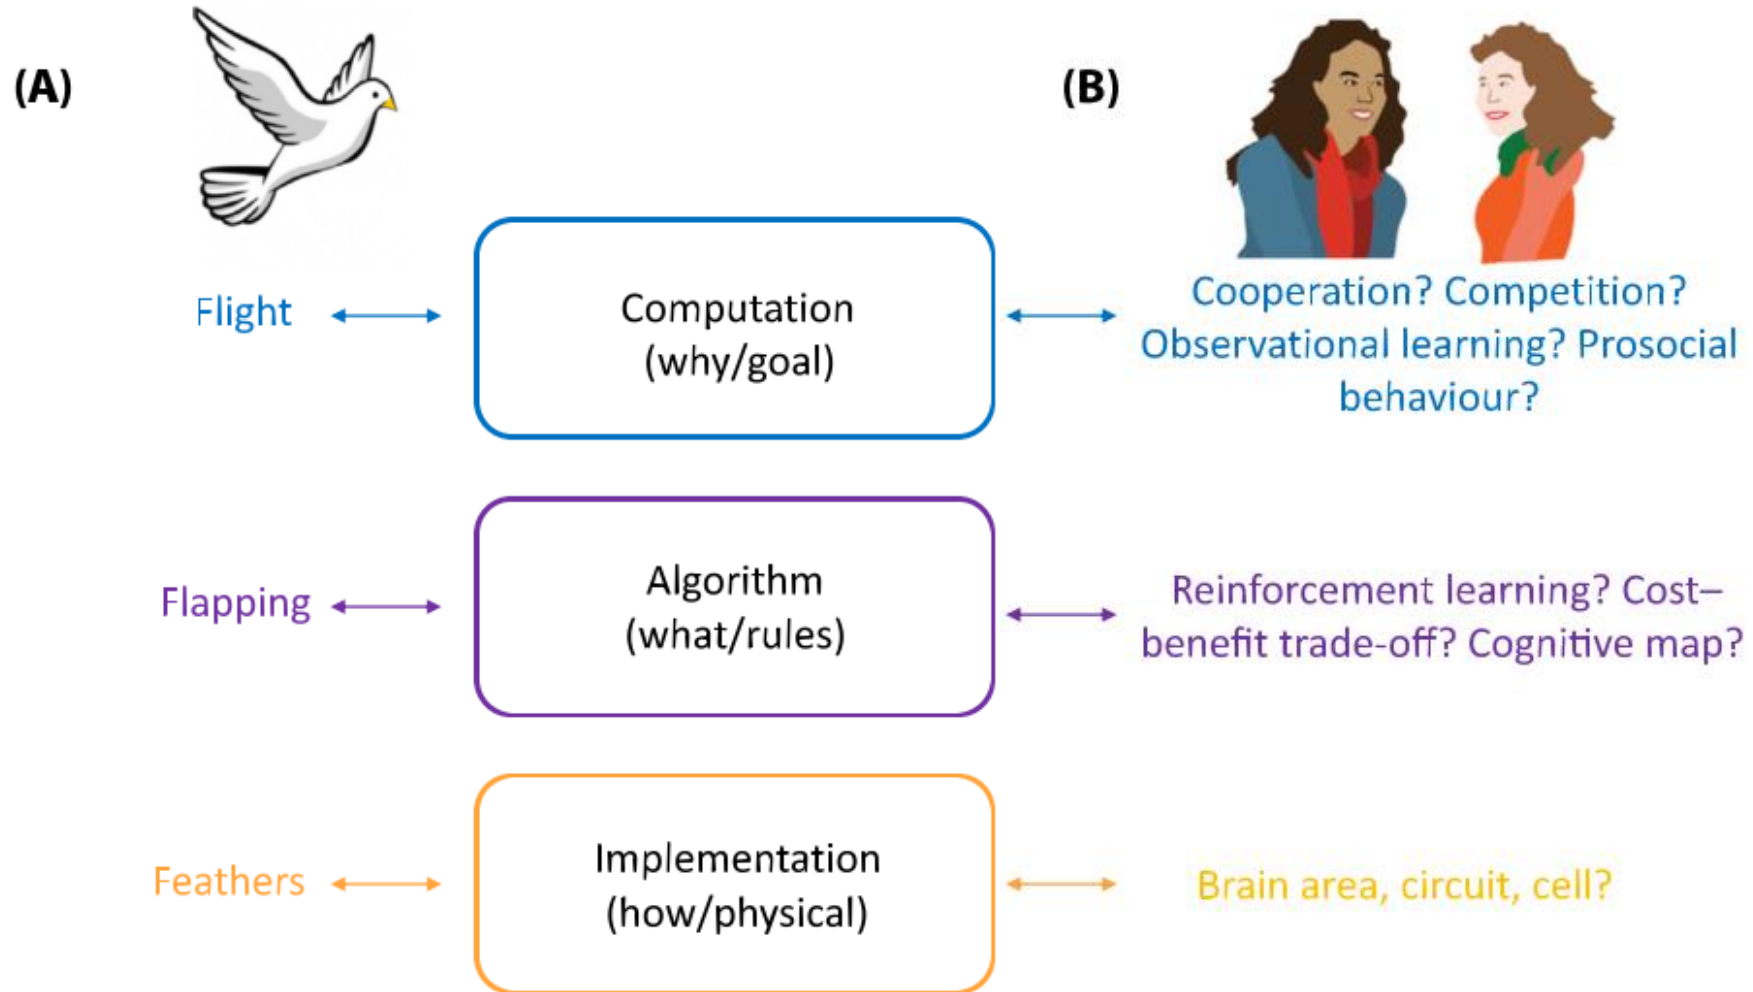 (A)
(B)
Flight
Computation
(why/goal)
Cooperation? Competition?
Observational learning? Prosocial
behaviour?
Flapping
Algorithm
(what/rules)
Reinforcement learning? Cost–
benefit trade-off? Cognitive map?
Feathers
Implementation
(how/physical)
Brain area, circuit, cell?